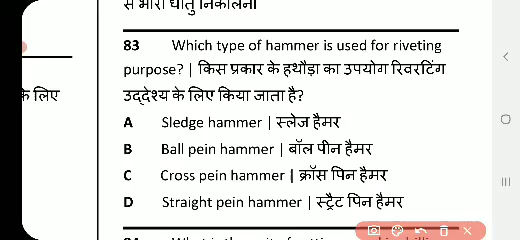 से भारी धातु निकालना
के लिए
83 Which type of hammer is used for riveting
purpose? | किस प्रकार के हथौड़ा का उपयोग रिवरटिंग
उद्देश्य के लिए किया जाता है?
A Sledge hammer | स्लेज हैमर
B Ball pein hammer | बॉल पीन हैमर
C Cross pein hammer | क्रॉस पिन हैमर
D Straight pein hammer | स्ट्रैट पिन हैमर